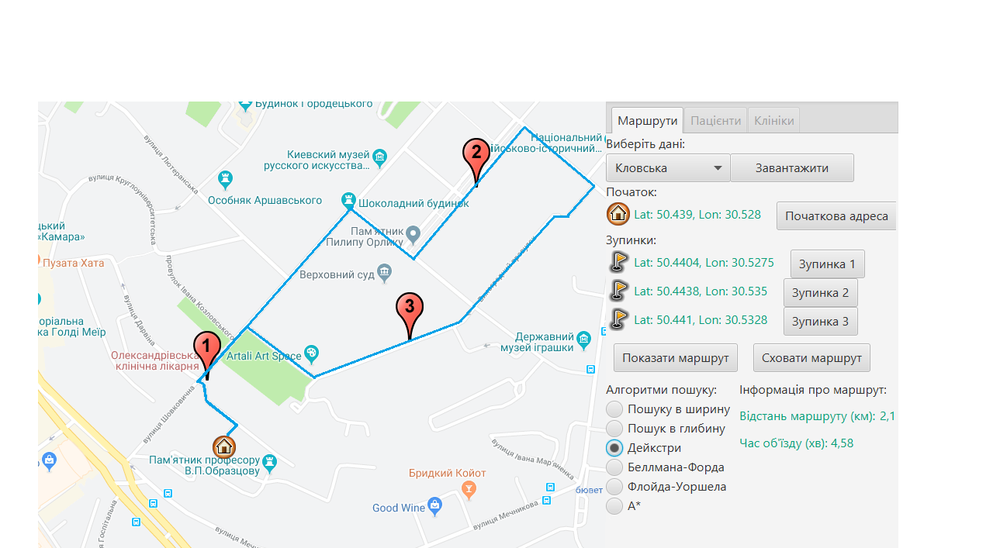 Будинок Городецького
Національний
військово-історичний...
Киевский музей
русского искусства...
вулиця Лютеранська
вулиця Круглоуніверситетська
Особняк Аршавського
Шоколадний будинок
цький
«Камара»
Пам'ятник
Пилипу Орлику
Пузата Хата
Верховний суд
провулок Івана Козловського
Виноградний провулок
вулиця Дарвіна
2
3
1
оріальна
ка Голді Меїр
Олександрівська
клінічна лікарня
Artali Art Space
Державний
музей іграшки
вулиця Шовковична
Пам'ятник професору
В.П.Образцову
вулиця Івана Мар'яненка
Бридкий Койот
бювет
Good Wine
вулиця Мечникова
Госпітальна
вулиця Мечн
Маршрути
Пацієнти
Клініки
Виберіть дані:
Кловська
Завантажити
Початок:
Lat: 50.439, Lon: 30.528
Початкова адреса
Зупинки:
Lat: 50.4404, Lon: 30.5275
Зупинка 1
Lat: 50.4438, Lon: 30.535
Зупинка 2
Lat: 50.441, Lon: 30.5328
Зупинка 3
Показати маршрут
Сховати маршрут
Алгоритми пошуку:
Інформація про маршрут:
Пошуку в ширину
Відстань маршруту (км): 2,1
Пошук в глибину
Час об'їзду (хв): 4,58
Дейкстри
Беллмана-Форда
Флойда-Уоршела
A*